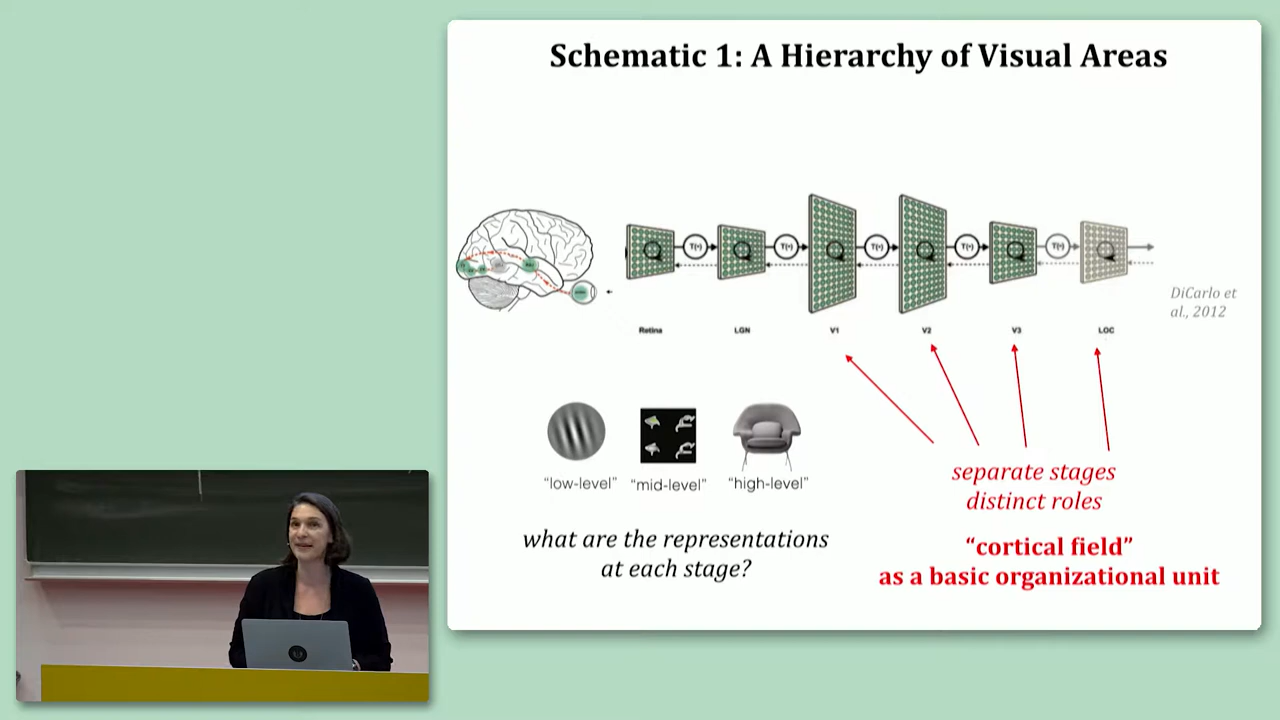 Schematic 1: A Hierarchy of Visual Areas
T(•)
T(•)
T(•)
T(•)
T(•)
DiCarlo et
al., 2012
Retina
LGN
V1
V2
V3
LOC
"low-level"
"mid-level"
"high-level"
separate stages
distinct roles
what are the representations
at each stage?
"cortical field"
as a basic organizational unit